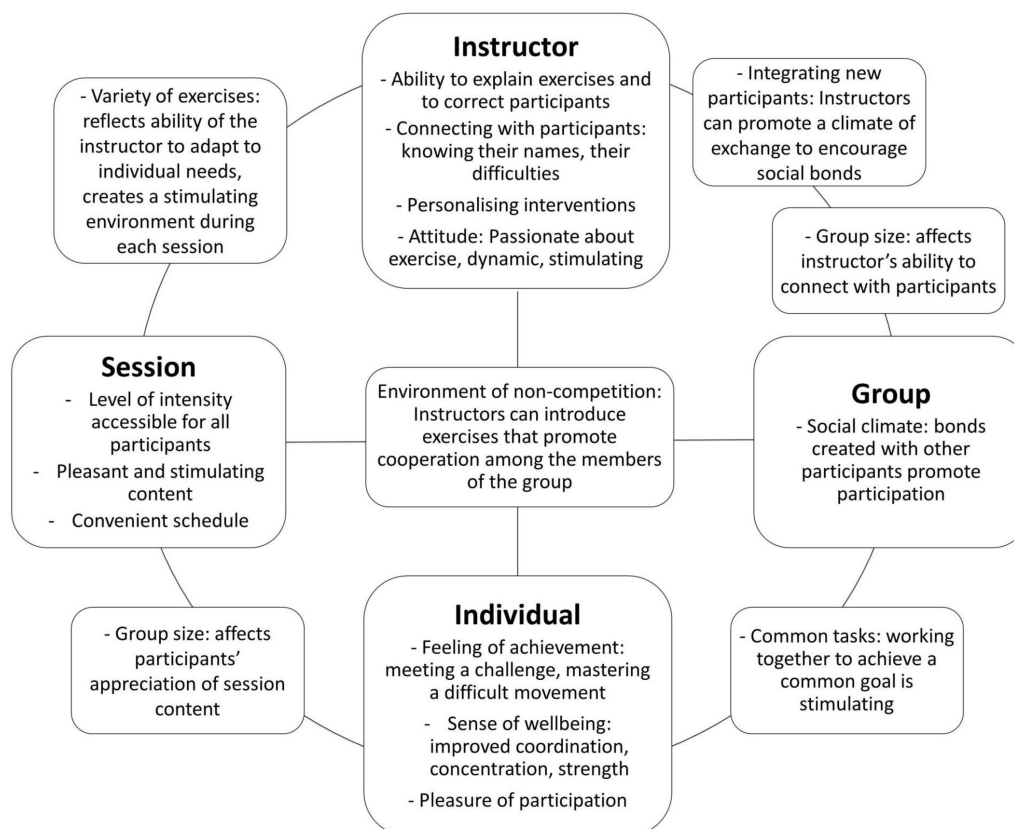 Instructor
- Ability to explain exercises and
to correct participants
- Connecting with participants:
knowing their names, their
difficulties
- Personalising interventions
- Attitude: Passionate about
exercise, dynamic, stimulating
- Variety of exercises:
reflects ability of the
instructor to adapt to
individual needs,
creates a stimulating
environment during
each session
- Integrating new
participants: Instructors
can promote a climate of
exchange to encourage
social bonds
- Group size: affects
instructor’s ability to
connect with participants
Session
- Level of intensity
accessible for all
participants
- Pleasant and stimulating
content
- Convenient schedule
Environment of non-competition:
Instructors can introduce
exercises that promote
cooperation among the members
of the group
Group
- Social climate: bonds
created with other
participants promote
participation
- Group size: affects
participants’
appreciation of session
content
Individual
- Feeling of achievement:
meeting a challenge, mastering
a difficult movement
- Sense of wellbeing:
improved coordination,
concentration, strength
- Pleasure of participation
- Common tasks: working
together to achieve a
common goal is
stimulating